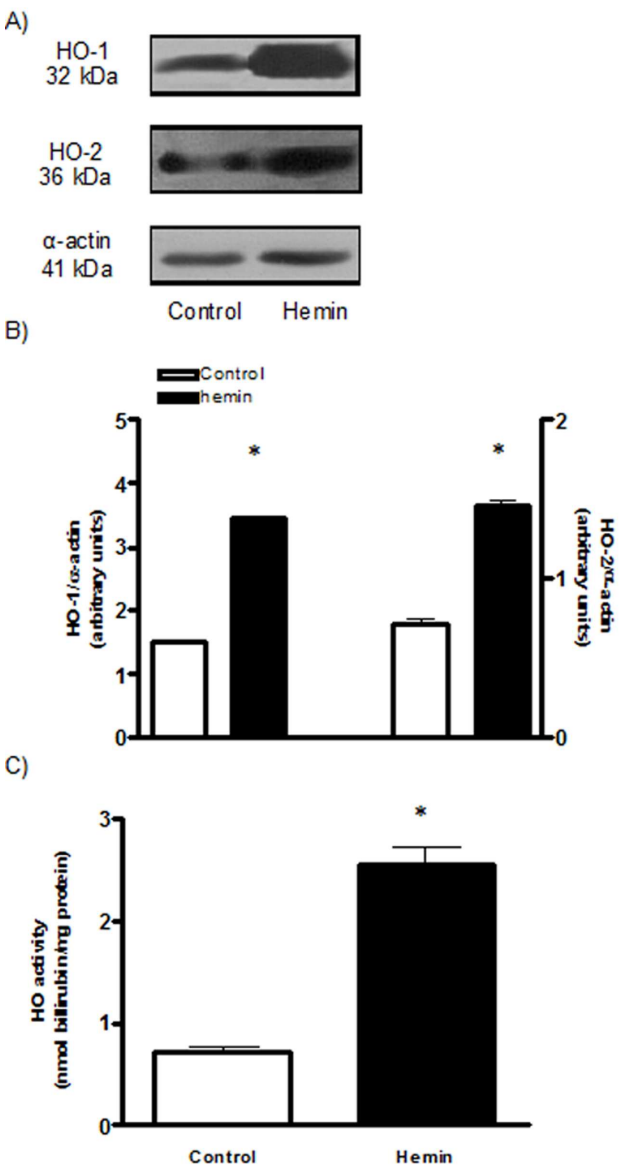 A)
HO-1
32 kDa
HO-2
36 kDa
α-actin
41 kDa
Control Hemin
B)
Control
hemin
5
4
3
2
1
0
HO-1/α-actin
(arbitrary units)
*
*
2
1
0
HO-2/α-actin
(arbitrary units)
C)
3
2
1
0
HO activity
(nmol billirubin/mg protein)
*
Control Hemin